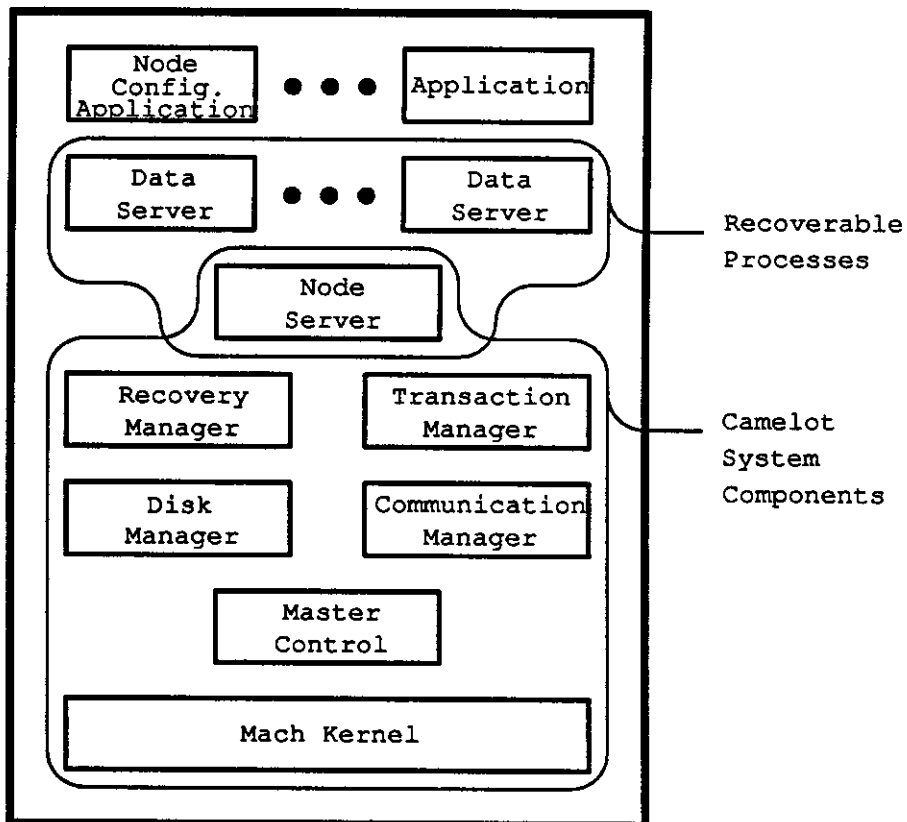 Node
Config.
Application
Application
Data
Server
Data
Server
Recoverable
Processes
Node
Server
Recovery
Manager
Transaction
Manager
Camelot
System
Components
Disk
Manager
Communication
Manager
Master
Control
Mach Kernel